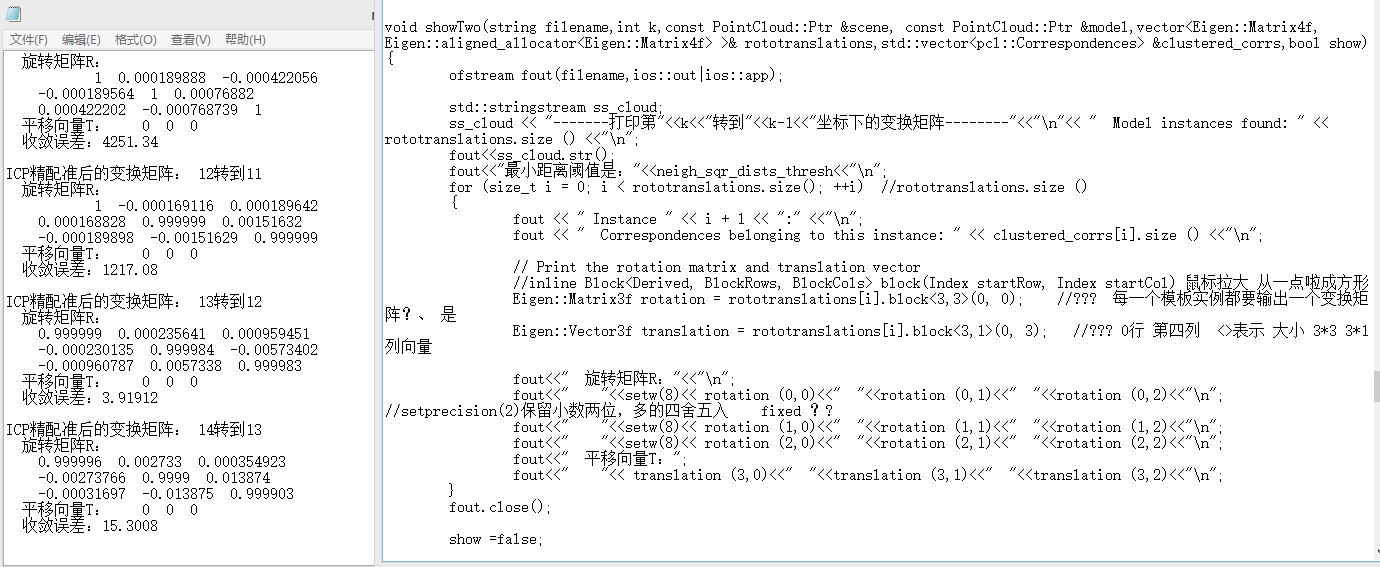 文件(F) 编辑(E) 格式(O) 查看(V) 帮助(H)
旋转矩阵R:
1 0.000189888 -0.000422056
-0.000189564 1 0.00076882
0.000422202 -0.000768739 1
平移向量T: 0 0 0
收敛误差: 4251.34
ICP精配准后的变换矩阵: 12转到11
旋转矩阵R:
1 -0.000169116 0.000189642
0.000168828 0.999999 0.00151632
-0.000189898 -0.00151629 0.999999
平移向量T: 0 0 0
收敛误差: 1217.08
ICP精配准后的变换矩阵: 13转到12
旋转矩阵R:
0.999999 0.000235641 0.000959451
-0.000230135 0.999984 -0.00573402
-0.000960787 0.0057338 0.999983
平移向量T: 0 0 0
收敛误差: 3.91912
ICP精配准后的变换矩阵: 14转到13
旋转矩阵R:
0.999996 0.002733 0.000354923
-0.00273766 0.9999 0.013874
-0.00031697 -0.013875 0.999903
平移向量T: 0 0 0
收敛误差: 15.3008
void showTwo(string filename,int k,const PointCloud::Ptr &scene, const PointCloud::Ptr &model,vector<Eigen::Matrix4f,
Eigen::aligned_allocator<Eigen::Matrix4f> >& rototranslations,std::vector<pcl::Correspondences> &clustered_corrs,bool show)
{
ofstream fout(filename,ios::out|ios::app);
std::stringstream ss_cloud;
ss_cloud << "-------打印第"<<k<<"转到"<<k-1<<"坐标下的变换矩阵--------"<<"\n"<< "  Model instances found: " <<
rototranslations.size () <<"\n";
fout<<ss_cloud.str();
fout<<"最小距离阈值是: "<<neigh_sqr_dists_thresh<<"\n";
for (size_t i = 0; i < rototranslations.size(); ++i)  //rototranslations.size ()
{
fout << " Instance " << i + 1 << ":" <<"\n";
fout << "  Correspondences belonging to this instance: " << clustered_corrs[i].size () <<"\n";
// Print the rotation matrix and translation vector
//inline Block<Derived, BlockRows, BlockCols> block(Index startRow, Index startCol) 鼠标拉大 从一点啦成方形
Eigen::Matrix3f rotation = rototranslations[i].block<3,3>(0, 0);    //???  每一个模板实例都要输出一个变换矩
阵? 、 是
Eigen::Vector3f translation = rototranslations[i].block<3,1>(0, 3);   //??? 0行 第四列  <>表示 大小 3*3 3*1
列向量
fout<<"  旋转矩阵R: "<<"\n";
fout<<"    "<<setw(8)<< rotation (0,0)<<"  "<<rotation (0,1)<<"  "<<rotation (0,2)<<"\n";
//setprecision(2)保留小数两位，多的四舍五入    fixed ? ?
fout<<"    "<<setw(8)<< rotation (1,0)<<"  "<<rotation (1,1)<<"  "<<rotation (1,2)<<"\n";
fout<<"    "<<setw(8)<< rotation (2,0)<<"  "<<rotation (2,1)<<"  "<<rotation (2,2)<<"\n";
fout<<"  平移向量T: ";
fout<<"    "<< translation (3,0)<<"  "<<translation (3,1)<<"  "<<translation (3,2)<<"\n";
}
fout.close();
show =false;